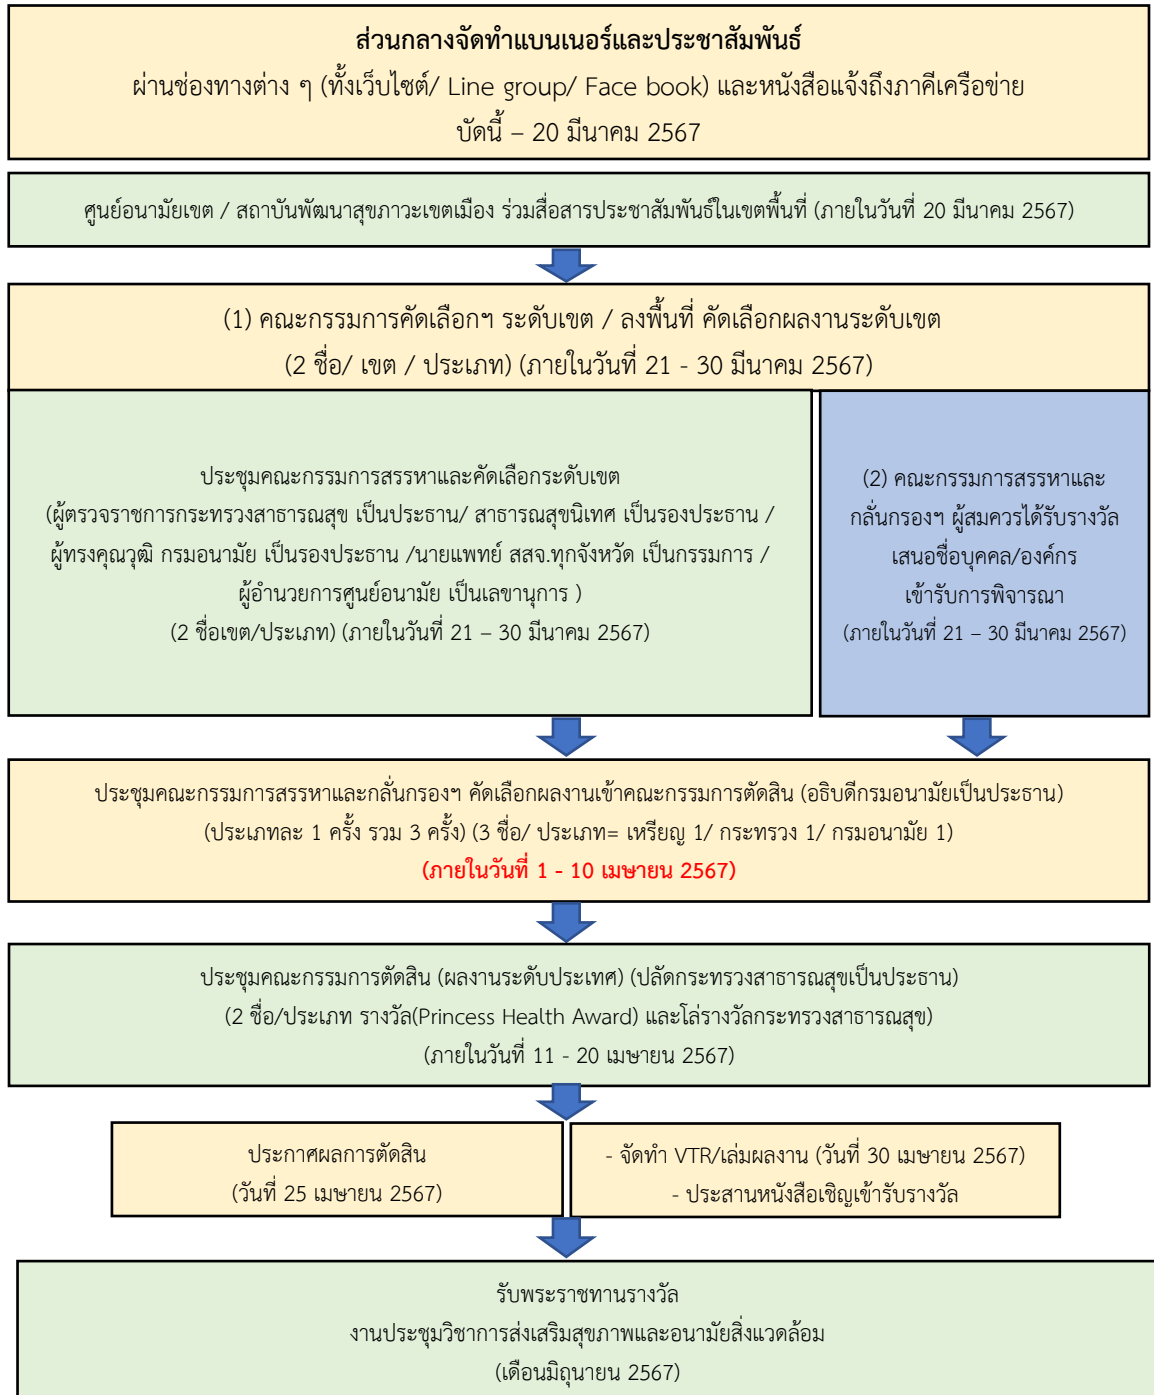 ส่วนกลางจัดทำแบนเนอร์และประชาสัมพันธ์
ผ่านช่องทางต่าง ๆ (ทั้งเว็บไซต์/ Line group/ Face book) และหนังสือแจ้งถึงภาคีเครือข่าย
บัดนี้ – 20 มีนาคม 2567
ศูนย์อนามัยเขต / สถาบันพัฒนาสุขภาวะเขตเมือง ร่วมสื่อสารประชาสัมพันธ์ในเขตพื้นที่ (ภายในวันที่ 20 มีนาคม 2567)
(1) คณะกรรมการคัดเลือกฯ ระดับเขต / ลงพื้นที่ คัดเลือกผลงานระดับเขต
(2 ชื่อ/ เขต / ประเภท) (ภายในวันที่ 21 - 30 มีนาคม 2567)
ประชุมคณะกรรมการสรรหาและคัดเลือกระดับเขต
(ผู้ตรวจราชการกระทรวงสาธารณสุข เป็นประธาน/ สาธารณสุขนิเทศ เป็นรองประธาน /
ผู้ทรงคุณวุฒิ กรมอนามัย เป็นรองประธาน /นายแพทย์ สสจ.ทุกจังหวัด เป็นกรรมการ /
ผู้อำนวยการศูนย์อนามัย เป็นเลขานุการ )
(2 ชื่อเขต/ประเภท) (ภายในวันที่ 21 – 30 มีนาคม 2567)
(2) คณะกรรมการสรรหาและ
กลั่นกรองฯ ผู้สมควรได้รับรางวัล
เสนอชื่อบุคคล/องค์กร
เข้ารับการพิจารณา
(ภายในวันที่ 21 – 30 มีนาคม 2567)
ประชุมคณะกรรมการสรรหาและกลั่นกรองฯ คัดเลือกผลงานเข้าคณะกรรมการตัดสิน (อธิบดีกรมอนามัยเป็นประธาน)
(ประเภทละ 1 ครั้ง รวม 3 ครั้ง) (3 ชื่อ/ ประเภท= เหรียญ 1/ กระทรวง 1/ กรมอนามัย 1)
(ภายในวันที่ 1 - 10 เมษายน 2567)
ประชุมคณะกรรมการตัดสิน (ผลงานระดับประเทศ) (ปลัดกระทรวงสาธารณสุขเป็นประธาน)
(2 ชื่อ/ประเภท รางวัล(Princess Health Award) และโล่รางวัลกระทรวงสาธารณสุข)
(ภายในวันที่ 11 - 20 เมษายน 2567)
ประกาศผลการตัดสิน
(วันที่ 25 เมษายน 2567)
- จัดทำ VTR/เล่มผลงาน (วันที่ 30 เมษายน 2567)
- ประสานหนังสือเชิญเข้ารับรางวัล
รับพระราชทานรางวัล
งานประชุมวิชาการส่งเสริมสุขภาพและอนามัยสิ่งแวดล้อม
(เดือนมิถุนายน 2567)